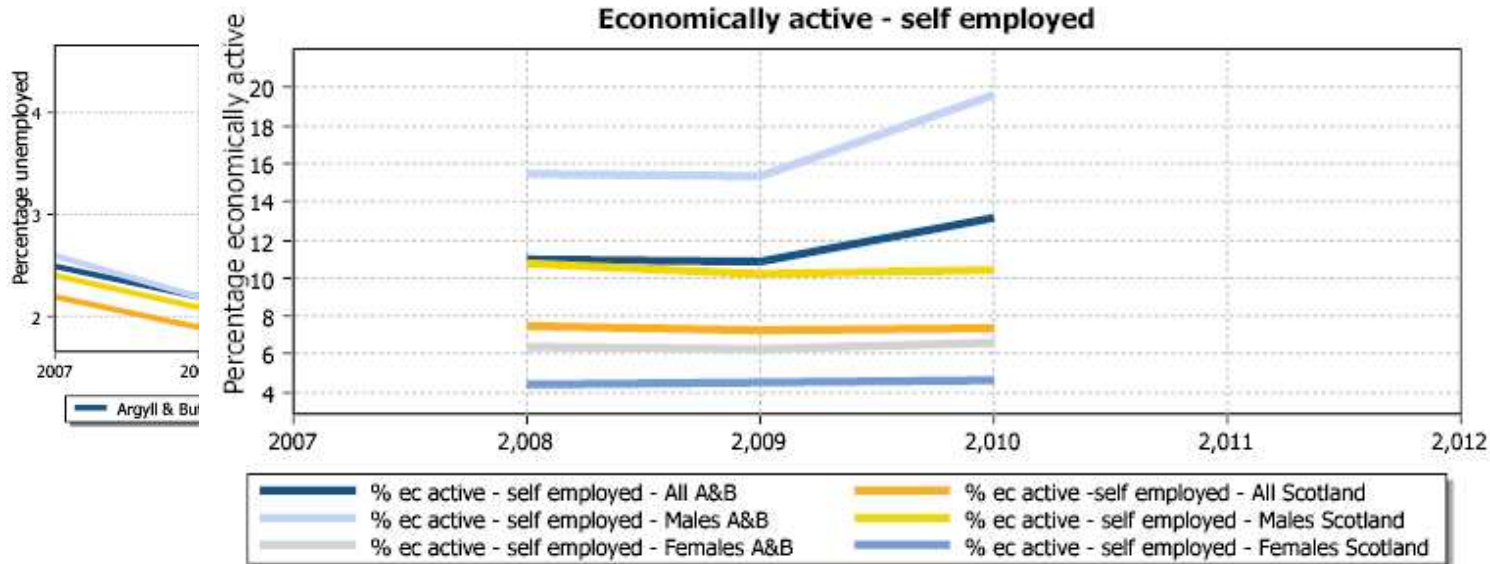 Economically active - self employed
Percentage unemployed
4
3
2
2007
20
Argyll & But
Percentage economically active
20
18
16
14
12
10
8
6
4
2007
2,008
2,009
2,010
2,011
2,012
% ec active - self employed - All A&B
% ec active -self employed - All Scotland
% ec active - self employed - Males A&B
% ec active - self employed - Males Scotland
% ec active - self employed - Females A&B
% ec active - self employed - Females Scotland